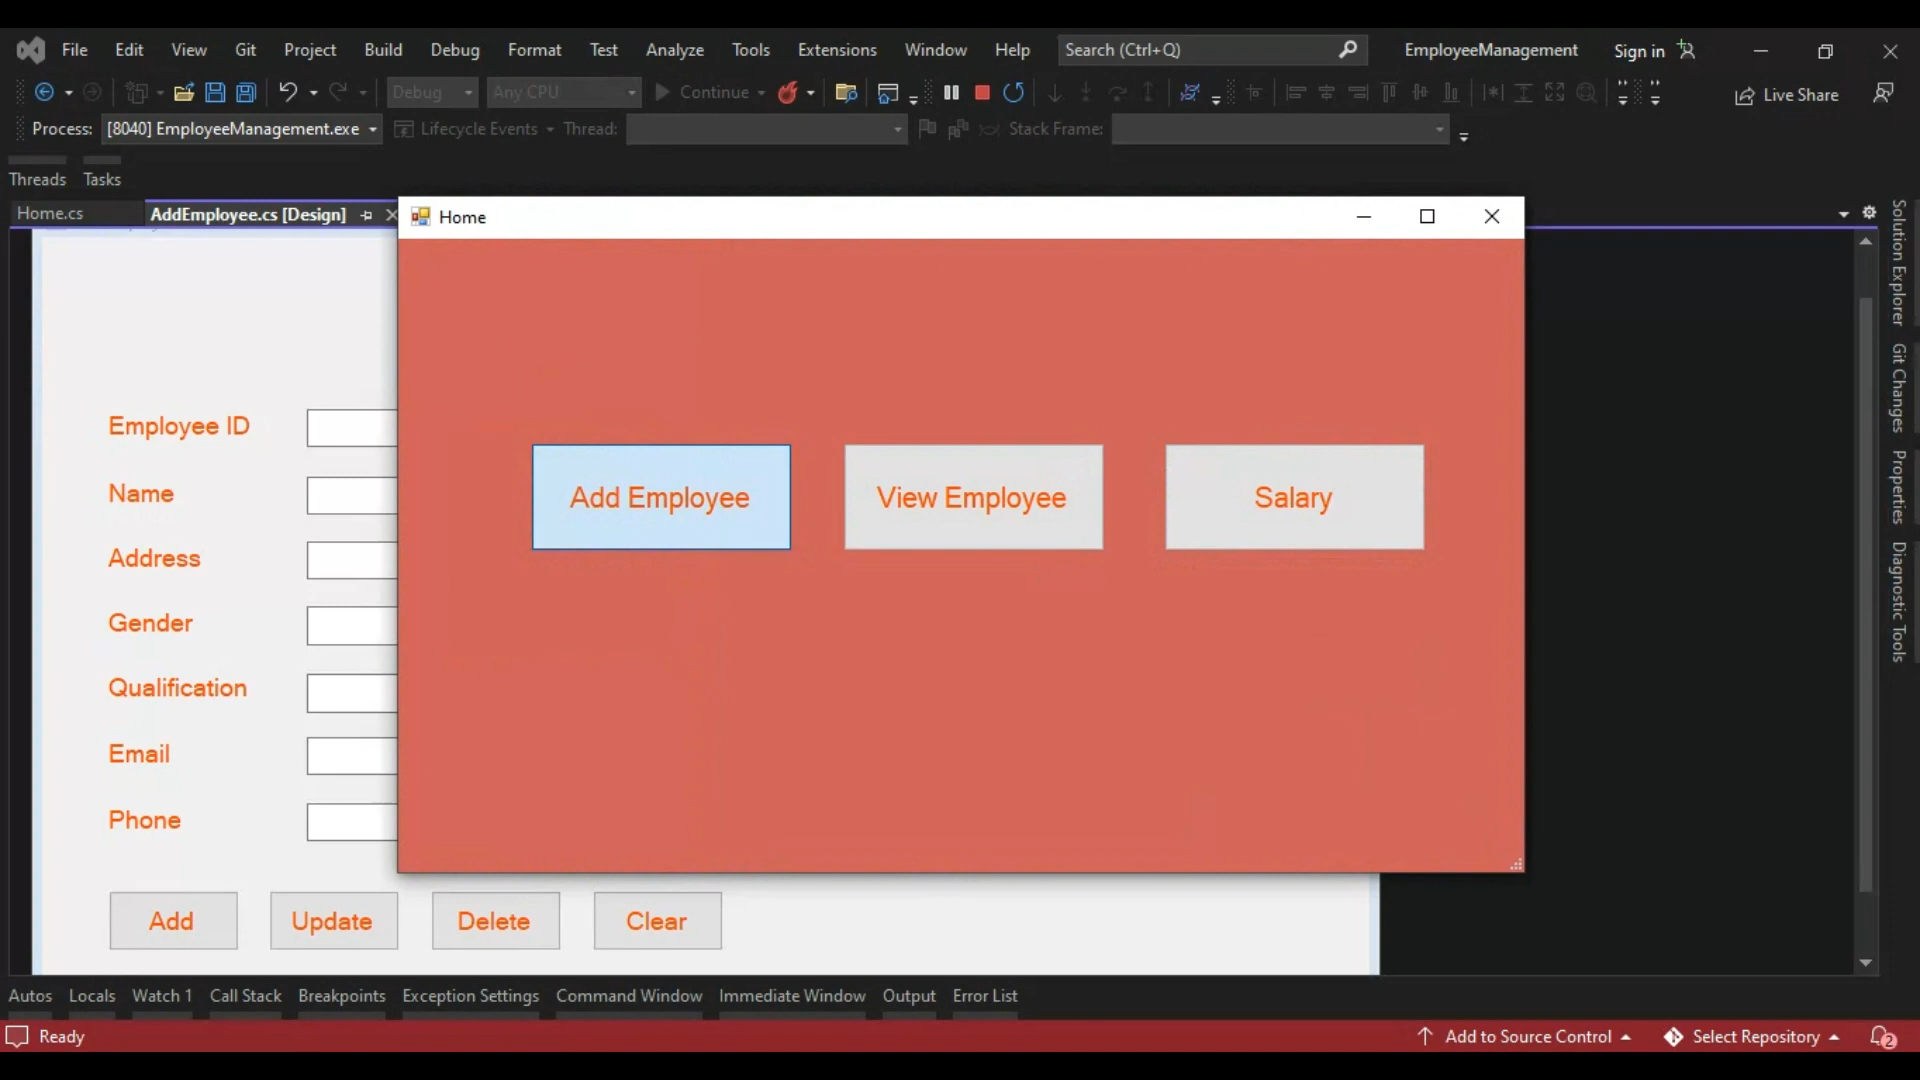 File Edit View Git Project Build Debug Format Test Analyze Tools Extensions Window Help Search (Ctrl+Q) EmployeeManagement Sign in
Debug Any CPU Continue Live Share
Process: [8040] EmployeeManagement.exe Lifecycle Events Thread: Stack Frame:
Threads Tasks
Home.cs AddEmployee.cs [Design]
Home
Employee ID
Name
Address
Gender
Qualification
Email
Phone
Add Employee View Employee Salary
Add Update Delete Clear
Solution Explorer
Git Changes
Properties
Diagnostic Tools
Autos Locals Watch 1 Call Stack Breakpoints Exception Settings Command Window Immediate Window Output Error List
Ready Add to Source Control Select Repository 2